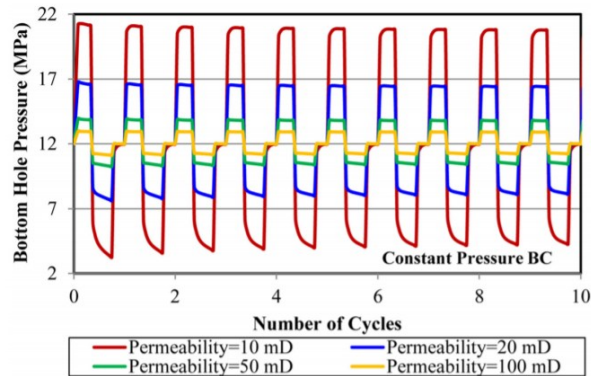 Bottom Hole Pressure (MPa)
22
17
12
7
2
0
2
4
6
8
10
Constant Pressure BC
Number of Cycles
Permeability=10 mD
Permeability=20 mD
Permeability=50 mD
Permeability=100 mD